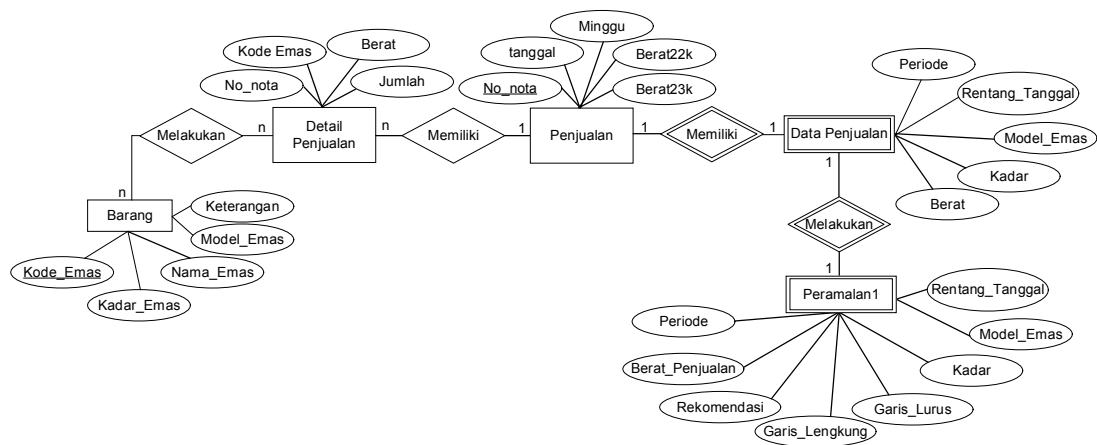 Minggu
Kode Emas
Berat
tanggal
Berat22k
Periode
No_nota
Jumlah
No_nota
Berat23k
Rentang_Tanggal
Melakukan
n
Detail
Penjualan
n
Memiliki
1
Penjualan
1
Memiliki
1
Data Penjualan
Model_Emas
1
Kadar
n
Keterangan
Berat
Barang
Model_Emas
Melakukan
Kode_Emas
Nama_Emas
1
Kadar_Emas
Peramalan1
Rentang_Tanggal
Periode
Model_Emas
Berat_Penjualan
Kadar
Rekomendasi
Garis_Lurus
Garis_Lengkung